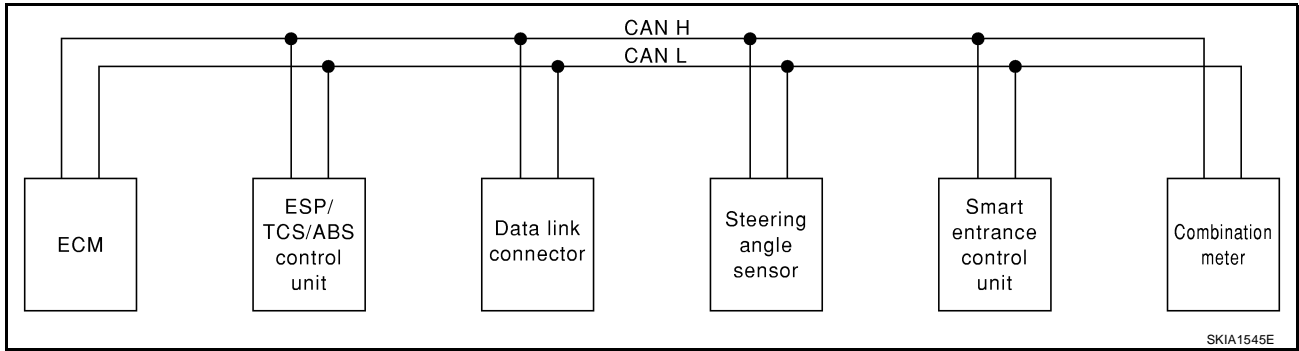 CAN H
CAN L
ECM
ESP/
TCS/ABS
control
unit
Data link
connector
Steering
angle
sensor
Smart
entrance
control
unit
Combination
meter
SKIA1545E